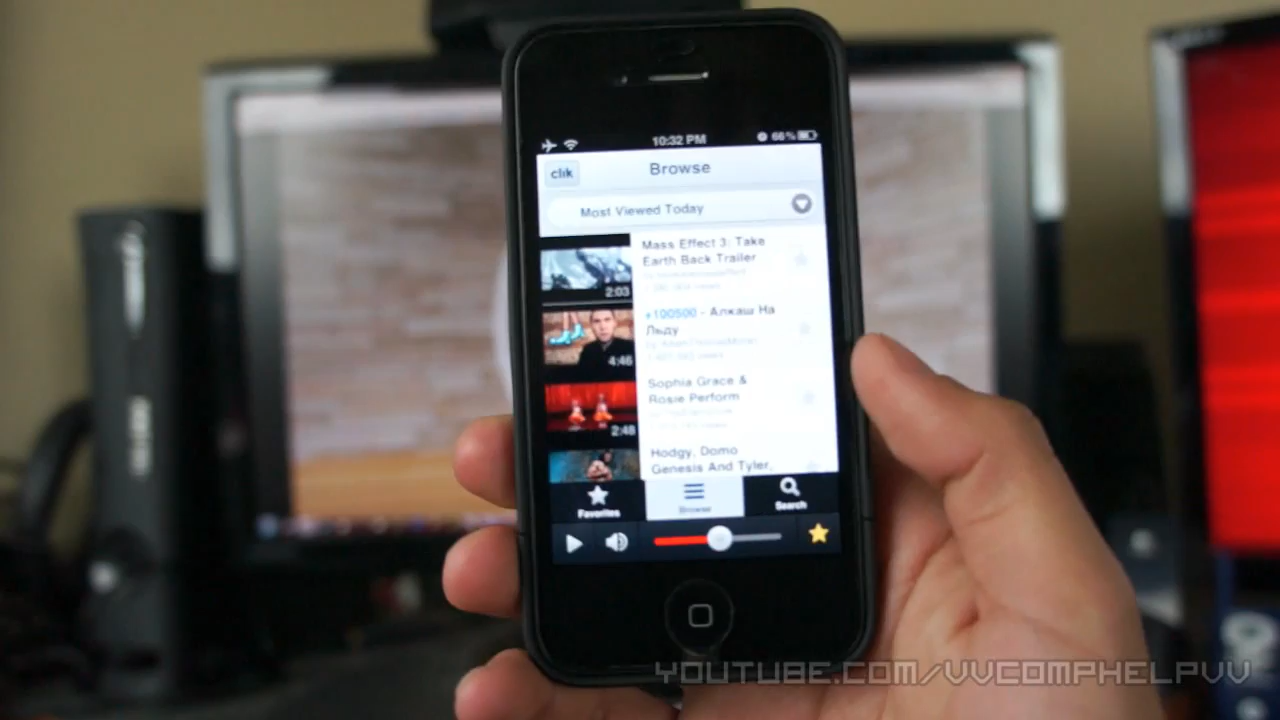 10:32 PM
66%
clik
Browse
Most Viewed Today
Mass Effect 3: Take
Earth Back Trailer
2:03
+100500 - Алкаш На
Льду
4:46
Sophia Grace &
Rosie Perform
2:48
Hodgy, Domo
Genesis And Tyler,
Favorites
Browse
Search
YOUTUBE.COM/VVCOMPHELPVV